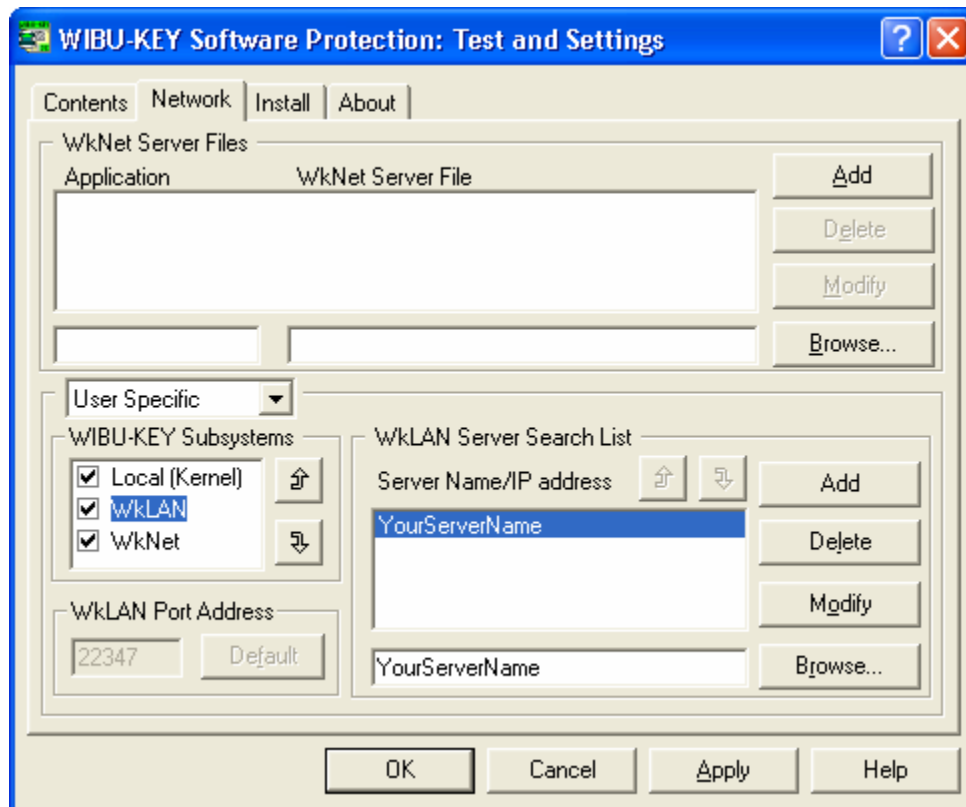 WIBU-KEY Software Protection: Test and Settings
Contents Network Install About
WkNet Server Files
Application WkNet Server File
Add
Delete
Modify
Browse...
User Specific
WIBU-KEY Subsystems
Local (Kernel)
WkLAN
WkNet
WkLAN Port Address
22347 Default
WkLAN Server Search List
Server Name/IP address
Add
YourServerName
Delete
Modify
YourServerName
Browse...
OK Cancel Apply Help